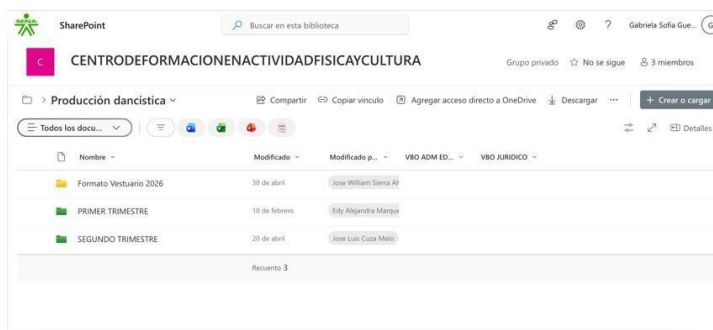 SENA
SharePoint
Buscar en esta biblioteca
?
Gabriela Sofia Gue...
G
C
CENTRODEFORMACIONENACTIVIDADFISICAYCULTURA
Grupo privado
No se sigue
3 miembros
> Producción dancística
Compartir
Copiar vínculo
Agregar acceso directo a OneDrive
Descargar
...
+ Crear o cargar
Todos los docu...
Detalles
Nombre
Modificado
Modificado p...
VBO ADM ED...
VBO JURIDICO
Formato Vestuario 2026
30 de abril
Jose William Sierra
PRIMER TRIMESTRE
10 de febrero
Edy Alejandra Marque
SEGUNDO TRIMESTRE
20 de abril
Jose Luis Cuza Melo
Recuento 3